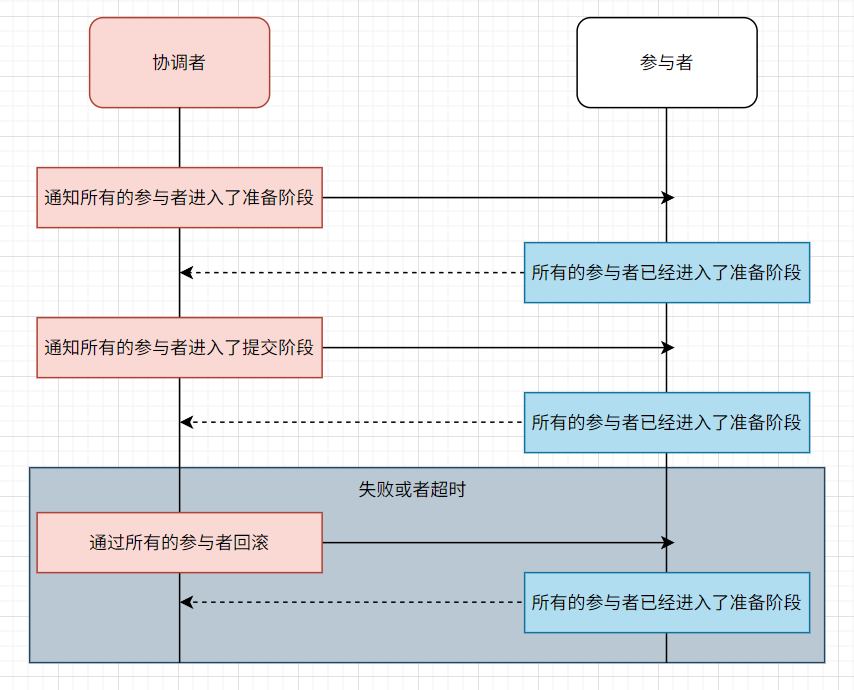 协调者
参与者
通知所有的参与者进入了准备阶段
所有的参与者已经进入了准备阶段
通知所有的参与者进入了提交阶段
所有的参与者已经进入了准备阶段
失败或者超时
通过所有的参与者回滚
所有的参与者已经进入了准备阶段